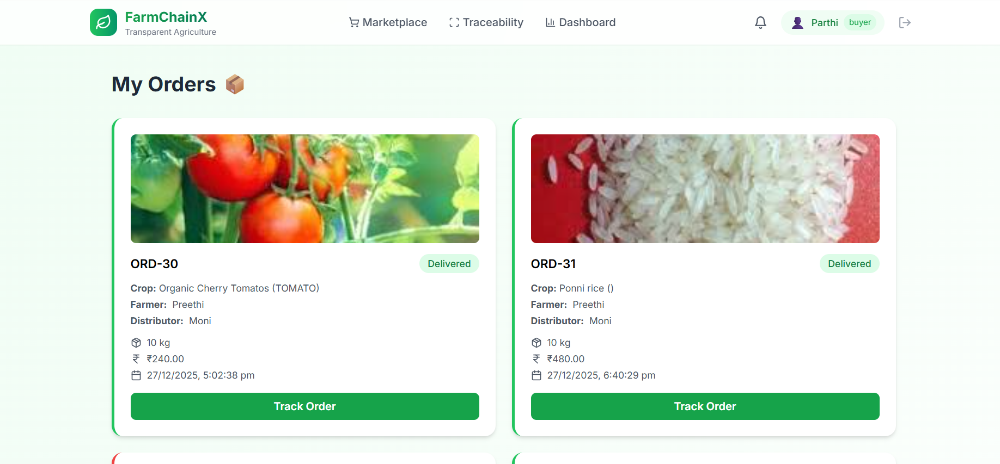 FarmChainX
Transparent Agriculture
Marketplace
Traceability
Dashboard
Parthi
buyer
My Orders
ORD-30
Delivered
Crop: Organic Cherry Tomatos (TOMATO)
Farmer: Preethi
Distributor: Moni
10 kg
₹240.00
27/12/2025, 5:02:38 pm
Track Order
ORD-31
Delivered
Crop: Ponni rice ()
Farmer: Preethi
Distributor: Moni
10 kg
₹480.00
27/12/2025, 6:40:29 pm
Track Order